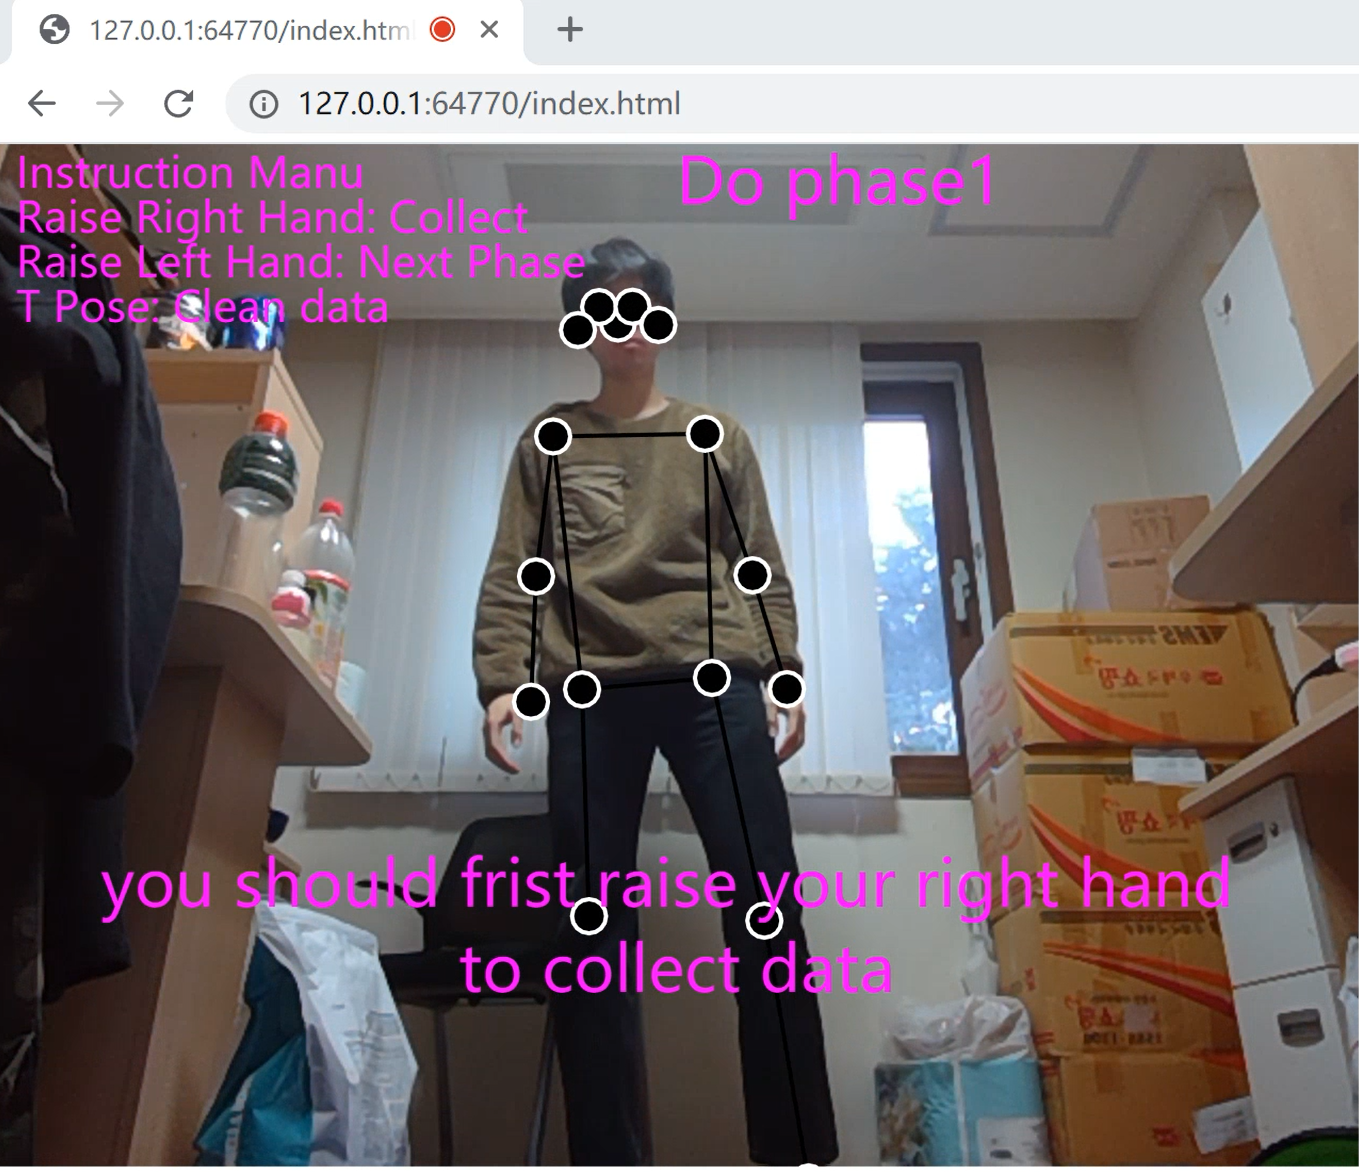 127.0.0.1:64770/index.htm
127.0.0.1:64770/index.html
Instruction Manu
Do phase1
Raise Right Hand: Collect
Raise Left Hand: Next Phase
T Pose: Clean data
you should frist raise your right hand
to collect data